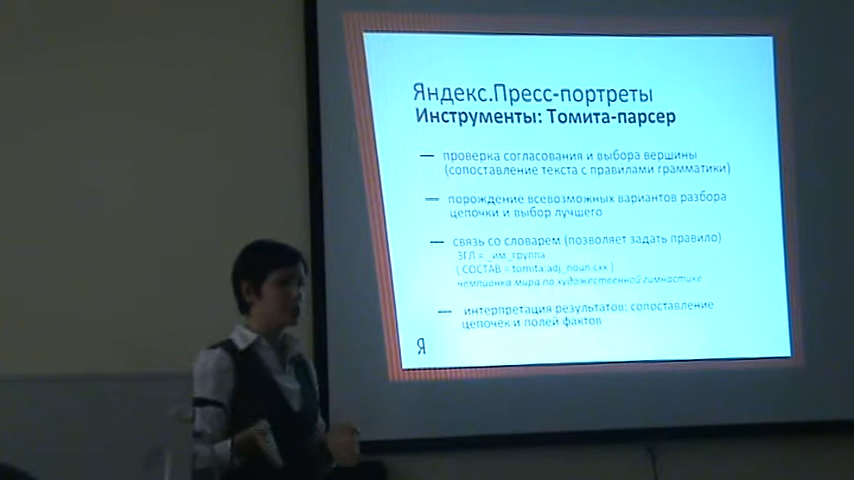 Яндекс.Пресс-портреты
Инструменты: Томита-парсер
— проверка согласования и выбора вершины
(сопоставление текста с правилами грамматики)
— порождение всевозможных вариантов разбора
цепочки и выбор лучшего
— связь со словарем (позволяет задать правило)
ЗГЛ = _им_группа
( СОСТАВ = tomita:adj_noun.cxx )
чемпионка мира по художественной гимнастике
— интерпретация результатов: сопоставление
цепочек и полей фактов
Я